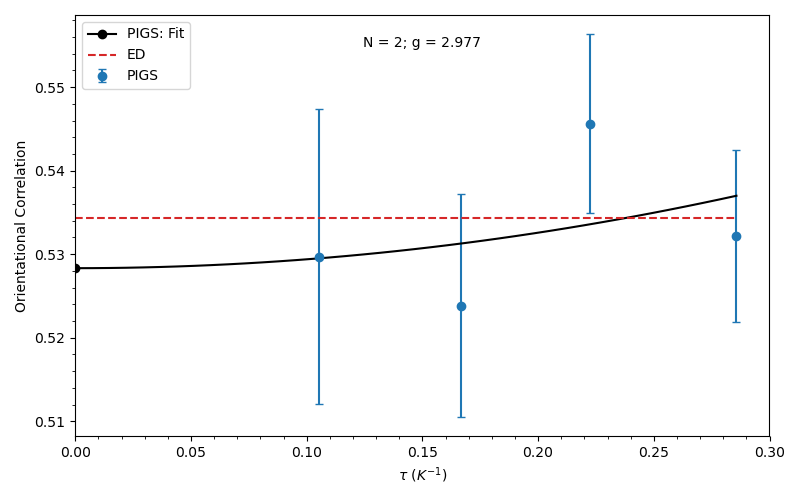 PIGS: Fit
ED
PIGS
N = 2; g = 2.977
Orientational Correlation
0.55
0.54
0.53
0.52
0.51
0.00 0.05 0.10 0.15 0.20 0.25 0.30
τ (K⁻¹)